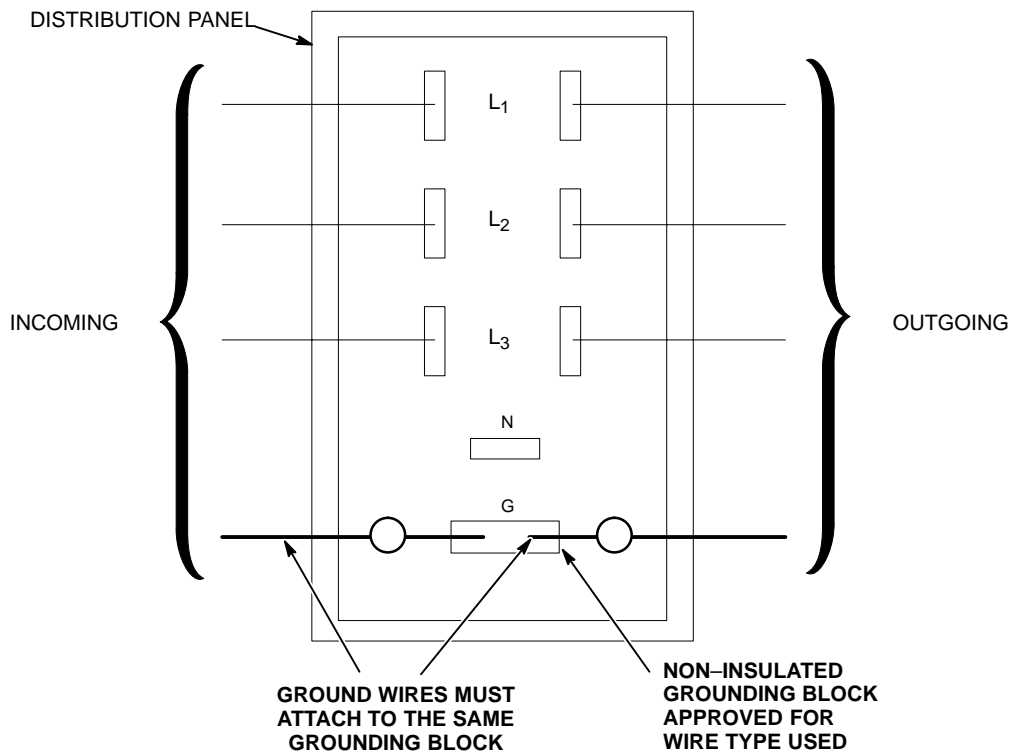 DISTRIBUTION PANEL
L1
L2
L3
INCOMING
OUTGOING
N
G
GROUND WIRES MUST
ATTACH TO THE SAME
GROUNDING BLOCK
NON–INSULATED
GROUNDING BLOCK
APPROVED FOR
WIRE TYPE USED